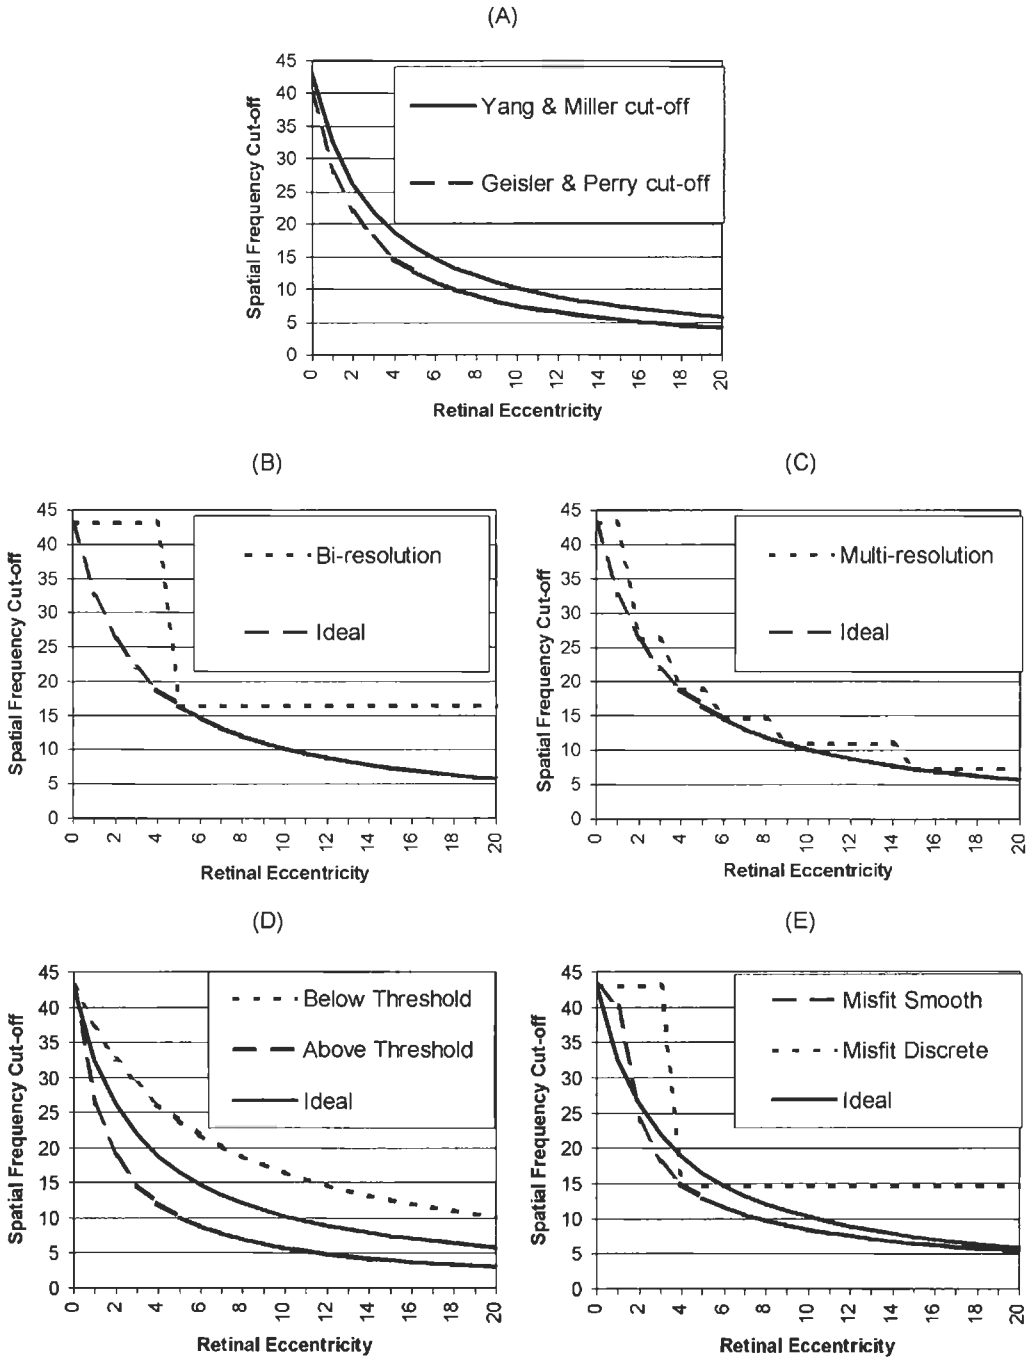 (A)
45
40
35
30
25
20
15
10
5
0
Spatial Frequency Cut-off
Yang & Miller cut-off
Geisler & Perry cut-off
0 2 4 6 8 10 12 14 16 18 20
Retinal Eccentricity
(B)
45
40
35
30
25
20
15
10
5
0
Spatial Frequency Cut-off
Bi-resolution
Ideal
0 2 4 6 8 10 12 14 16 18 20
Retinal Eccentricity
(C)
45
40
35
30
25
20
15
10
5
0
Spatial Frequency Cut-off
Multi-resolution
Ideal
0 2 4 6 8 10 12 14 16 18 20
Retinal Eccentricity
(D)
45
40
35
30
25
20
15
10
5
0
Spatial Frequency Cut-off
Below Threshold
Above Threshold
Ideal
0 2 4 6 8 10 12 14 16 18 20
Retinal Eccentricity
(E)
45
40
35
30
25
20
15
10
5
0
Spatial Frequency Cut-off
Misfit Smooth
Misfit Discrete
Ideal
0 2 4 6 8 10 12 14 16 18 20
Retinal Eccentricity